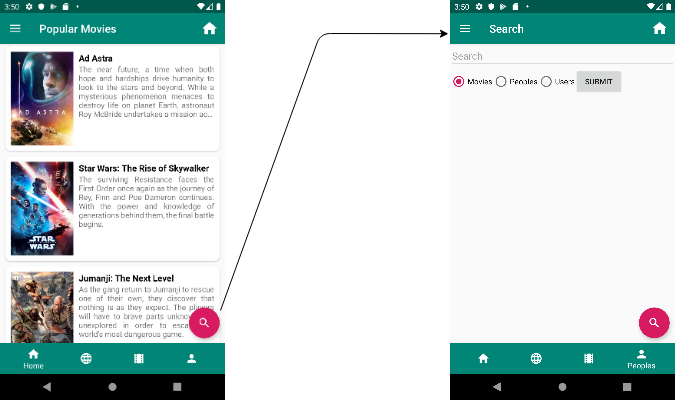 3:50
Popular Movies
Ad Astra
The near future, a time when both
hope and hardships drive humanity to
look to the stars and beyond. While a
mysterious phenomenon menaces to
destroy life on planet Earth, astronaut
Roy McBride undertakes a mission ac...
AD ASTRA
Star Wars: The Rise of Skywalker
The surviving Resistance faces the
First Order once again as the journey of
Rey, Finn and Poe Dameron continues.
With the power and knowledge of
generations behind them, the final battle
begins.
STAR
WARS
Jumanji: The Next Level
As the gang return to Jumanji to rescue
one of their own, they discover that
nothing is as they expect. The players
will have to brave parts unknow
unexplored in order to esca
world's most dangerous game.
Home
3:50
Search
Search
Movies
Peoples
Users
SUBMIT
Peoples